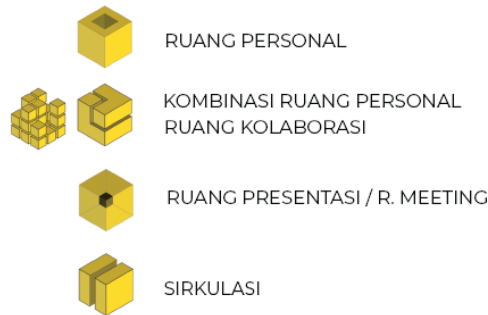 RUANG PERSONAL
KOMBINASI RUANG PERSONAL
RUANG KOLABORASI
RUANG PRESENTASI / R. MEETING
SIRKULASI